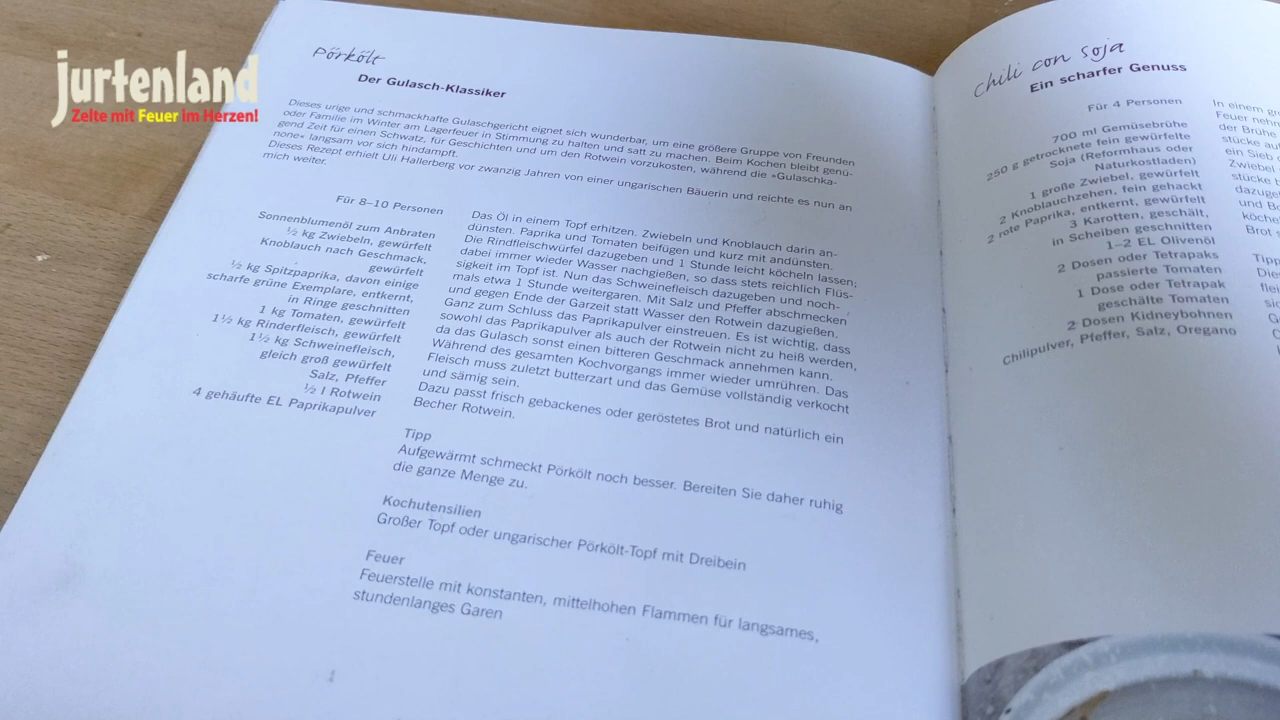 jurtenland
Zelte mit Feuer im Herzen!
Pörkölt
Der Gulasch-Klassiker
Dieses urige und schmackhafte Gulaschgericht eignet sich wunderbar, um eine größere Gruppe von Freunden
oder Familie im Winter am Lagerfeuer in Stimmung zu halten und satt zu machen. Beim Kochen bleibt genü-
gend Zeit für einen Schwatz, für Geschichten und um den Rotwein vorzukosten, während die »Gulaschka-
none« langsam vor sich hindampft.
Dieses Rezept erhielt Uli Hallerberg vor zwanzig Jahren von einer ungarischen Bäuerin und reichte es nun an
mich weiter.
Für 8–10 Personen
Sonnenblumenöl zum Anbraten
½ kg Zwiebeln, gewürfelt
Knoblauch nach Geschmack,
gewürfelt
½ kg Spitzpaprika, davon einige
scharfe grüne Exemplare, entkernt,
in Ringe geschnitten
1 kg Tomaten, gewürfelt
1½ kg Rinderfleisch, gewürfelt
1½ kg Schweinefleisch,
gleich groß gewürfelt
Salz, Pfeffer
½ l Rotwein
4 gehäufte EL Paprikapulver
Das Öl in einem Topf erhitzen. Zwiebeln und Knoblauch darin an-
dünsten. Paprika und Tomaten beifügen und kurz mit andünsten.
Die Rindfleischwürfel dazugeben und 1 Stunde leicht köcheln lassen;
dabei immer wieder Wasser nachgießen, so dass stets reichlich Flüs-
sigkeit im Topf ist. Nun das Schweinefleisch dazugeben und noch-
mals etwa 1 Stunde weitergaren. Mit Salz und Pfeffer abschmecken
und gegen Ende der Garzeit statt Wasser den Rotwein dazugießen.
Ganz zum Schluss das Paprikapulver einstreuen. Es ist wichtig, dass
sowohl das Paprikapulver als auch der Rotwein nicht zu heiß werden,
da das Gulasch sonst einen bitteren Geschmack annehmen kann.
Während des gesamten Kochvorgangs immer wieder umrühren. Das
Fleisch muss zuletzt butterzart und das Gemüse vollständig verkocht
und sämig sein.
Dazu passt frisch gebackenes oder geröstetes Brot und natürlich ein
Becher Rotwein.
Tipp
Aufgewärmt schmeckt Pörkölt noch besser. Bereiten Sie daher ruhig
die ganze Menge zu.
Kochutensilien
Großer Topf oder ungarischer Pörkölt-Topf mit Dreibein
Feuer
Feuerstelle mit konstanten, mittelhohen Flammen für langsames,
stundenlanges Garen
Chili con Soja
Ein scharfer Genuss
Für 4 Personen
700 ml Gemüsebrühe
250 g getrocknete fein gewürfelte
Soja (Reformhaus oder
Naturkostladen)
1 große Zwiebel, gewürfelt
2 Knoblauchzehen, fein gehackt
2 rote Paprika, entkernt, gewürfelt
3 Karotten, geschält,
in Scheiben geschnitten
1–2 EL Olivenöl
2 Dosen oder Tetrapaks
passierte Tomaten
1 Dose oder Tetrapak
geschälte Tomaten
2 Dosen Kidneybohnen
Chilipulver, Pfeffer, Salz, Oregano
In einem
Feuer
der Brühe
stücke
ein Sieb
Zwiebel
stücke
und
Brot
Tipp